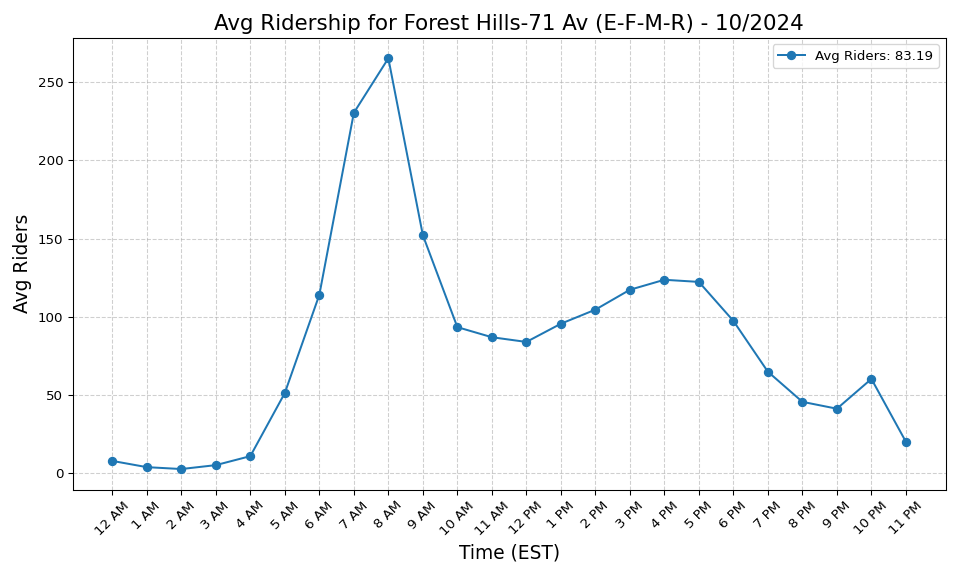 Avg Ridership for Forest Hills-71 Av (E-F-M-R) - 10/2024
Avg Riders: 83.19
Avg Riders
250
200
150
100
50
0
12 AM
1 AM
2 AM
3 AM
4 AM
5 AM
6 AM
7 AM
8 AM
9 AM
10 AM
11 AM
12 PM
1 PM
2 PM
3 PM
4 PM
5 PM
6 PM
7 PM
8 PM
9 PM
10 PM
11 PM
Time (EST)